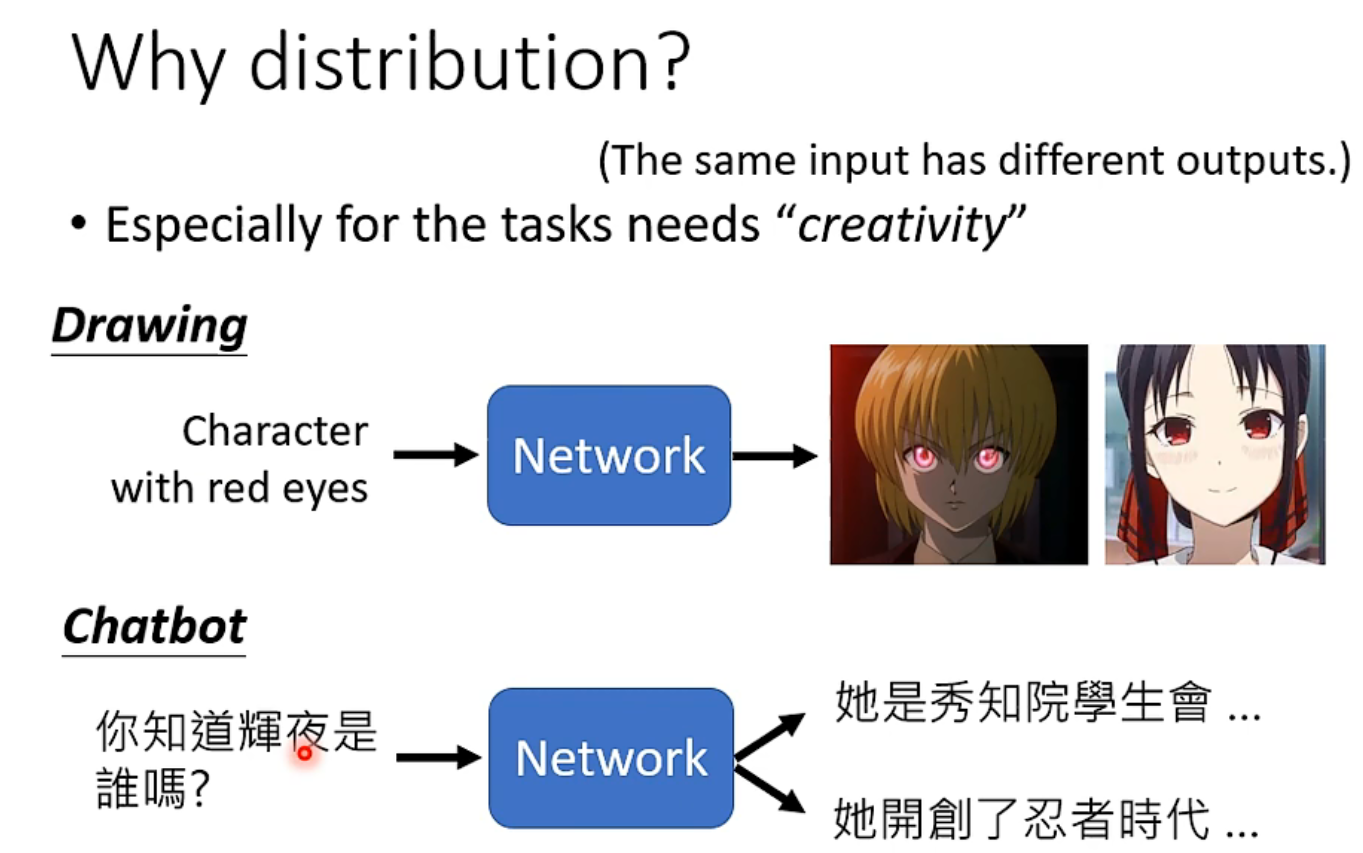 Why distribution?
(The same input has different outputs.)
• Especially for the tasks needs “creativity”
Drawing
Character
with red eyes
Network
Chatbot
你知道輝夜是
誰嗎?
Network
她是秀知院學生會 ...
她開創了忍者時代 ...